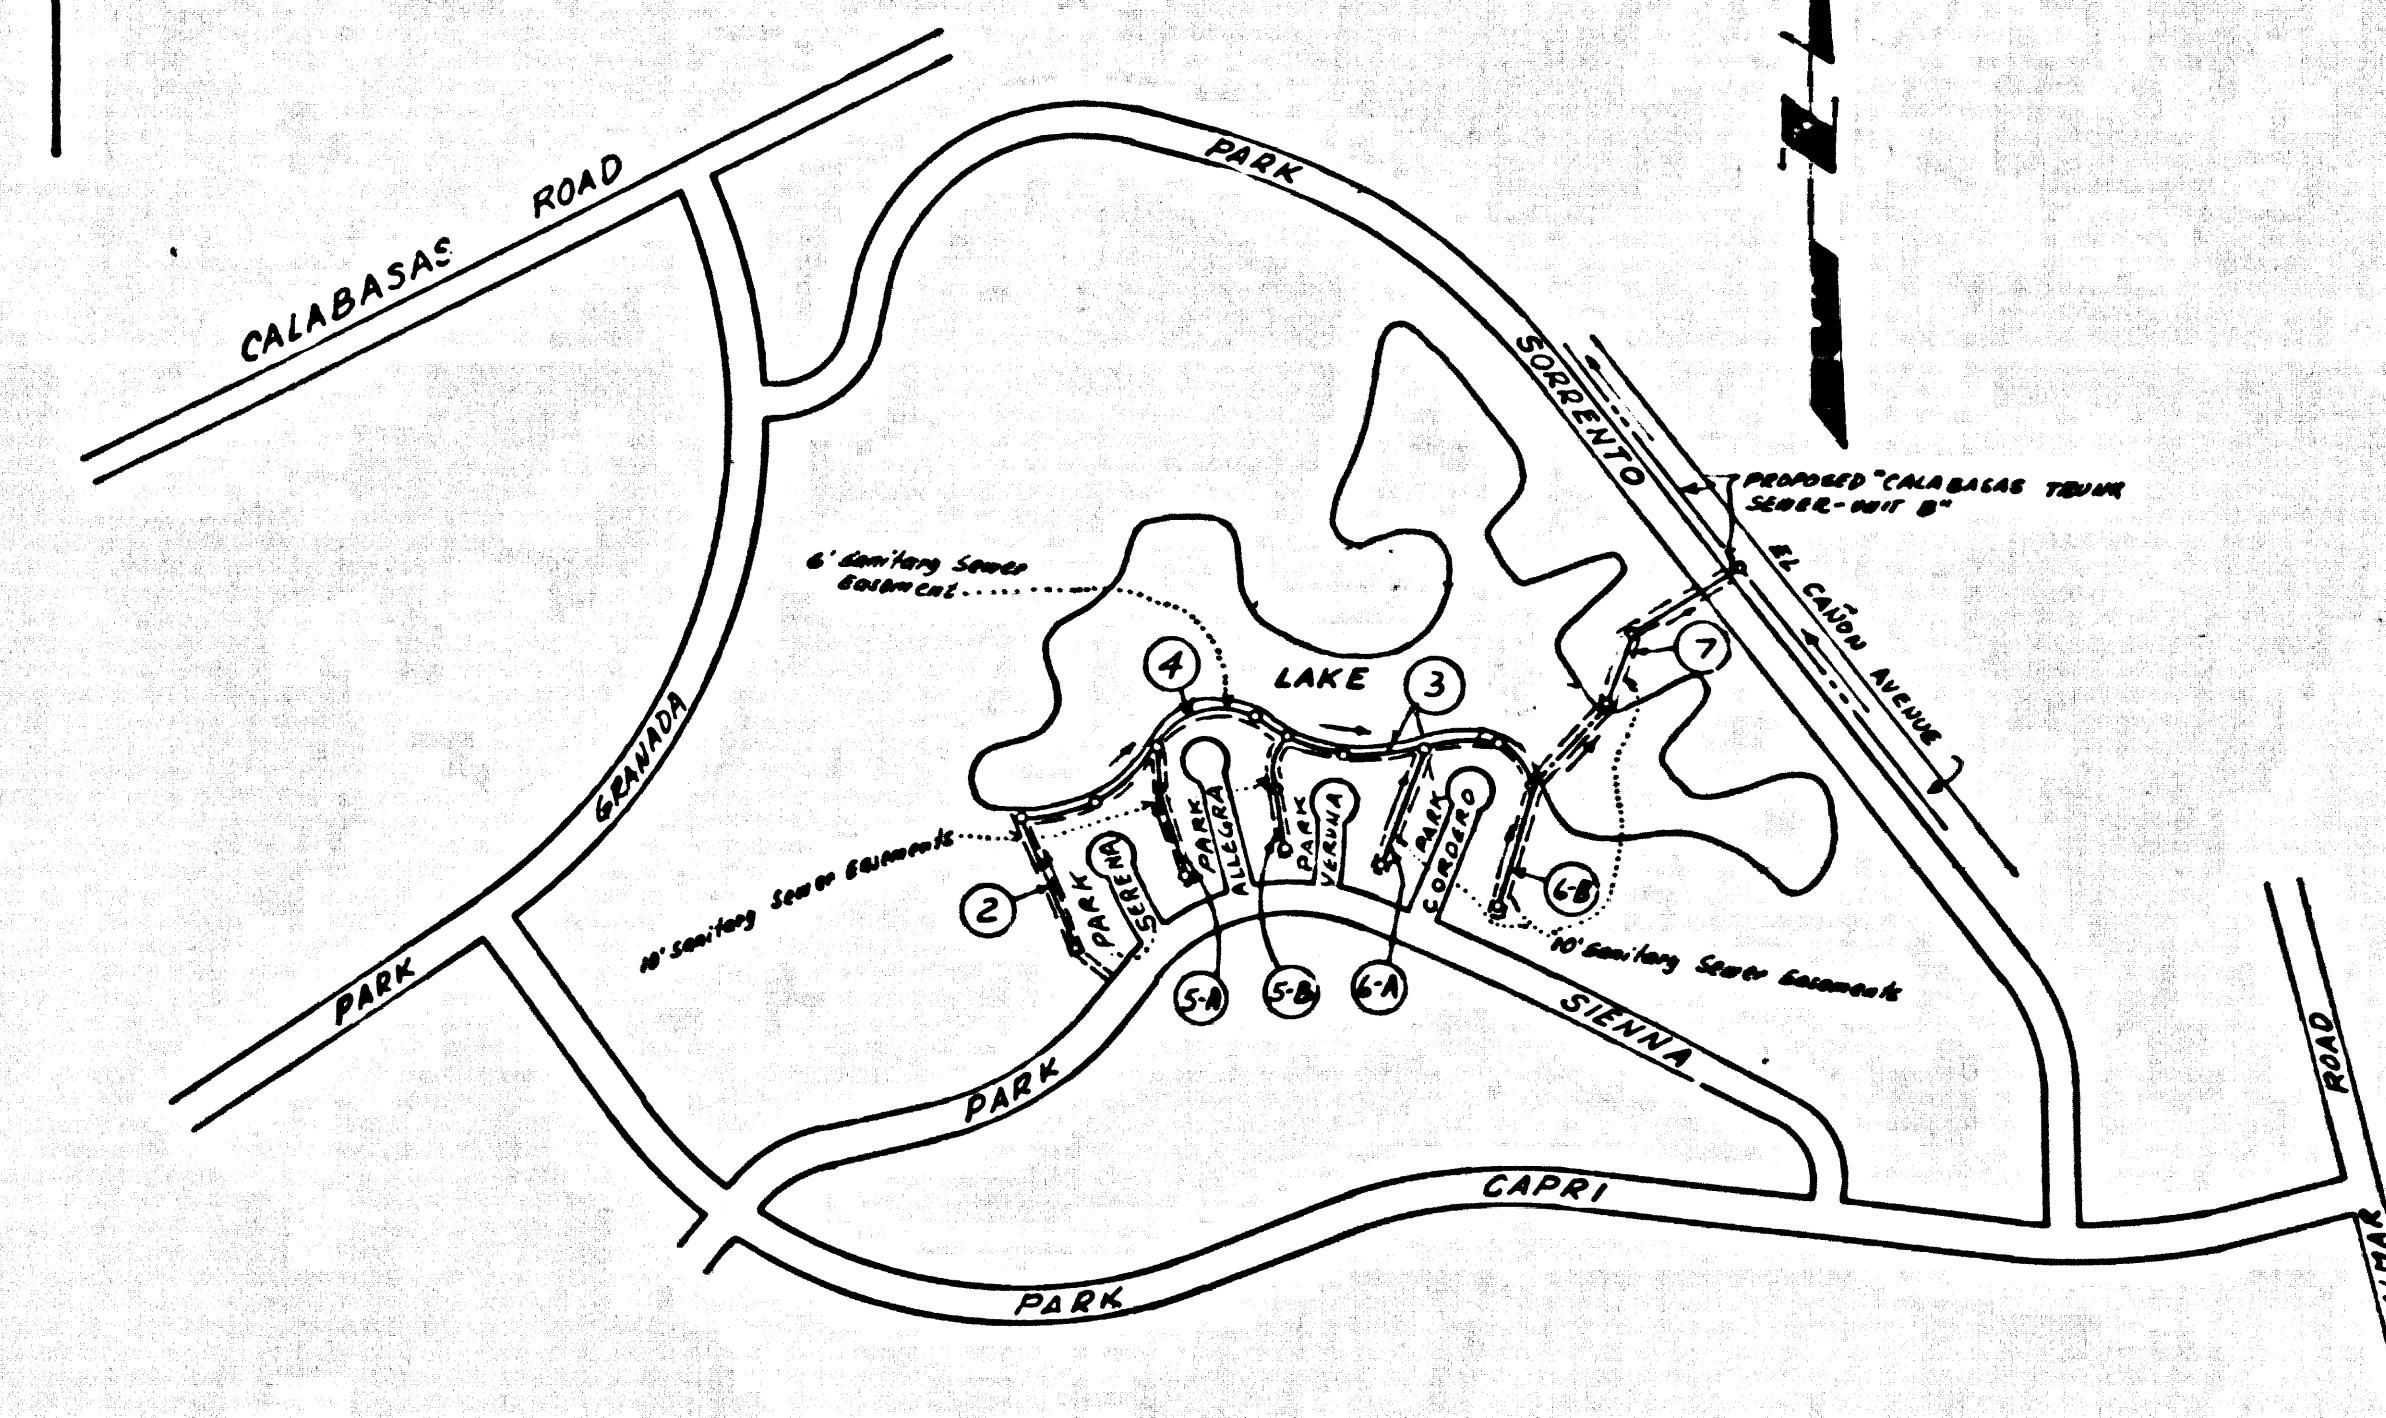 CALABASAS ROAD
PARK
SORRENTO
PROPOSED "CALABASAS TRUNK
SEWER-UNIT B"
EL CAÑON AVENUE
6' Sanitary Sewer
Easement
LAKE
4
3
7
PARK GRANADA
10' Sanitary Sewer Easements
2
PARK
SERENA
PARK
ALLEGRA
PARK
VERUNA
PARK
CORDERO
6-B
10' Sanitary Sewer Easements
5-A
5-B
6-A
PARK SIENNA
ROAD
PARK CAPRI